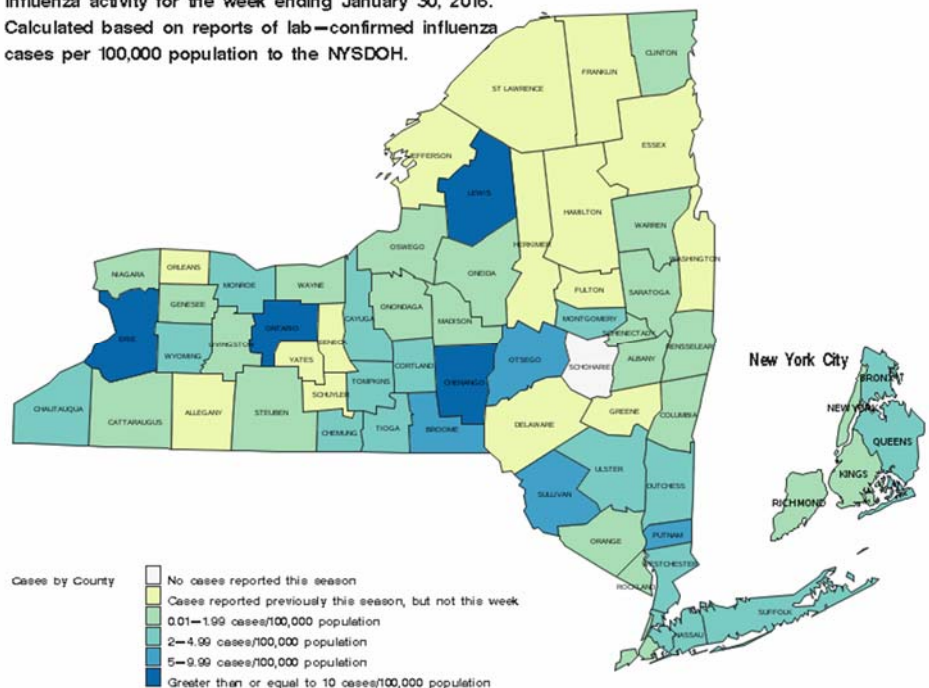 Influenza activity for the week ending January 30, 2016.
Calculated based on reports of lab-confirmed influenza
cases per 100,000 population to the NYSDOH.
CLINTON
FRANKLIN
ST LAWRENCE
ESSEX
JEFFERSON
LEWIS
HAMILTON
WARREN
HERKIMER
WASHINGTON
OSWEGO
ONEIDA
NIAGARA
ORLEANS
MONROE
WAYNE
FULTON
SARATOGA
GENESEE
ONONDAGA
CAYUGA
MADISON
MONTGOMERY
SCHENECTADY
ERIE
ONTARIO
SENECA
WYOMING
LIVINGSTON
YATES
OTSEGO
SCHOHARIE
ALBANY
RENSSELEAR
CORTLAND
TOMPKINS
CHENANGO
SCHUYLER
CHAUTAUQUA
CATTARAUGUS
ALLEGANY
STEUBEN
CHEMUNG
TIOGA
BROOME
DELAWARE
GREENE
COLUMBIA
ULSTER
DUTCHESS
SULLIVAN
PUTNAM
ORANGE
WESTCHESTER
ROCKLAND
SUFFOLK
NASSAU
New York City
BRONX
NEW YORK
QUEENS
KINGS
RICHMOND
Cases by County
No cases reported this season
Cases reported previously this season, but not this week
0.01-1.99 cases/100,000 population
2-4.99 cases/100,000 population
5-9.99 cases/100,000 population
Greater than or equal to 10 cases/100,000 population